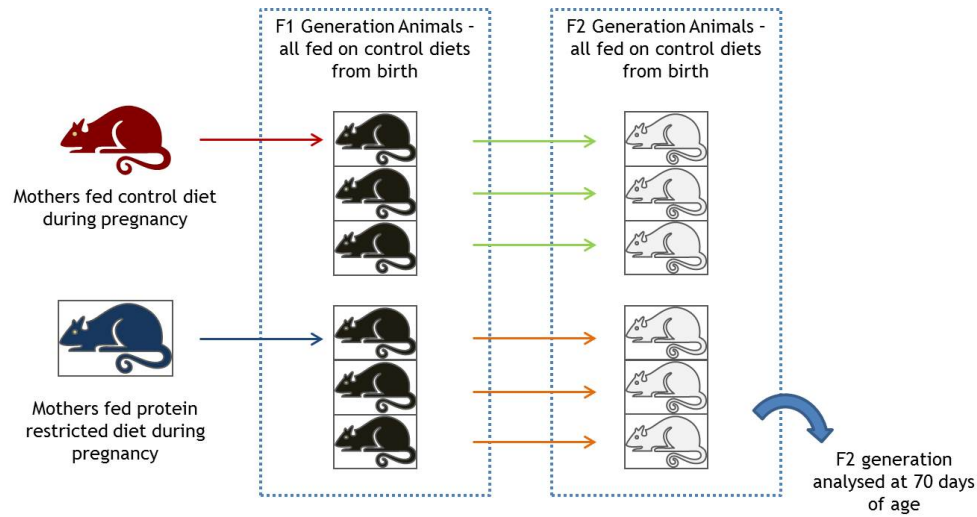 F1 Generation Animals -
all fed on control diets
from birth
F2 Generation Animals -
all fed on control diets
from birth
Mothers fed control diet
during pregnancy
Mothers fed protein
restricted diet during
pregnancy
F2 generation
analysed at 70 days
of age